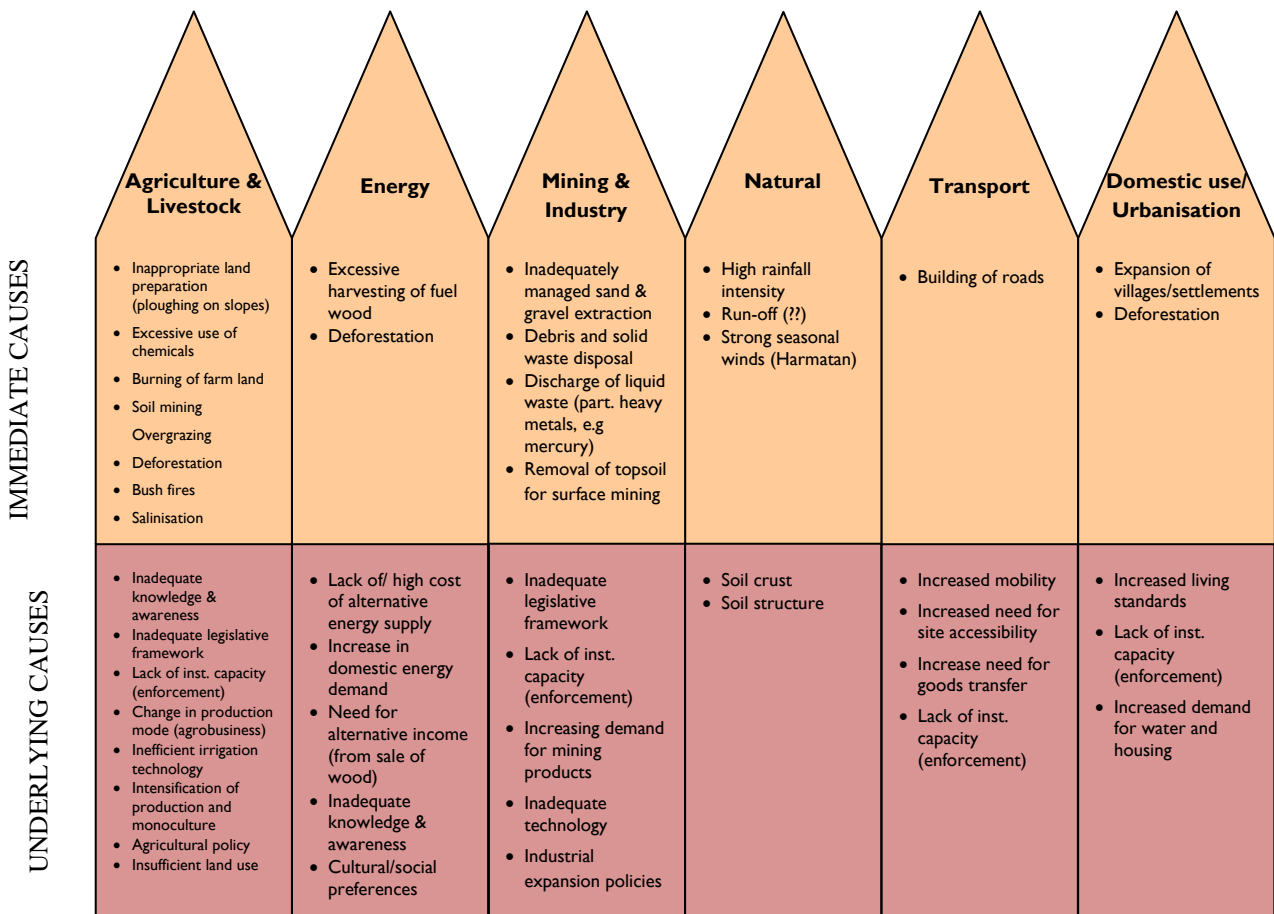 Agriculture &
Livestock
Energy
Mining &
Industry
Natural
Transport
Domestic use/
Urbanisation
IMMEDIATE CAUSES
• Inappropriate land
preparation
(ploughing on slopes)
• Excessive use of
chemicals
• Burning of farm land
• Soil mining
Overgrazing
• Deforestation
• Bush fires
• Salinisation
• Excessive
harvesting of fuel
wood
• Deforestation
• Inadequately
managed sand &
gravel extraction
• Debris and solid
waste disposal
• Discharge of liquid
waste (part. heavy
metals, e.g
mercury)
• Removal of topsoil
for surface mining
• High rainfall
intensity
• Run-off (??)
• Strong seasonal
winds (Harmatan)
• Building of roads
• Expansion of
villages/settlements
• Deforestation
UNDERLYING CAUSES
• Inadequate
knowledge &
awareness
• Inadequate legislative
framework
• Lack of inst. capacity
(enforcement)
• Change in production
mode (agrobusiness)
• Inefficient irrigation
technology
• Intensification of
production and
monoculture
• Agricultural policy
• Insufficient land use
• Lack of/ high cost
of alternative
energy supply
• Increase in
domestic energy
demand
• Need for
alternative income
(from sale of
wood)
• Inadequate
knowledge &
awareness
• Cultural/social
preferences
• Inadequate
legislative
framework
• Lack of inst.
capacity
(enforcement)
• Increasing demand
for mining
products
• Inadequate
technology
• Industrial
expansion policies
• Soil crust
• Soil structure
• Increased mobility
• Increased need for
site accessibility
• Increase need for
goods transfer
• Lack of inst.
capacity
(enforcement)
• Increased living
standards
• Lack of inst.
capacity
(enforcement)
• Increased demand
for water and
housing